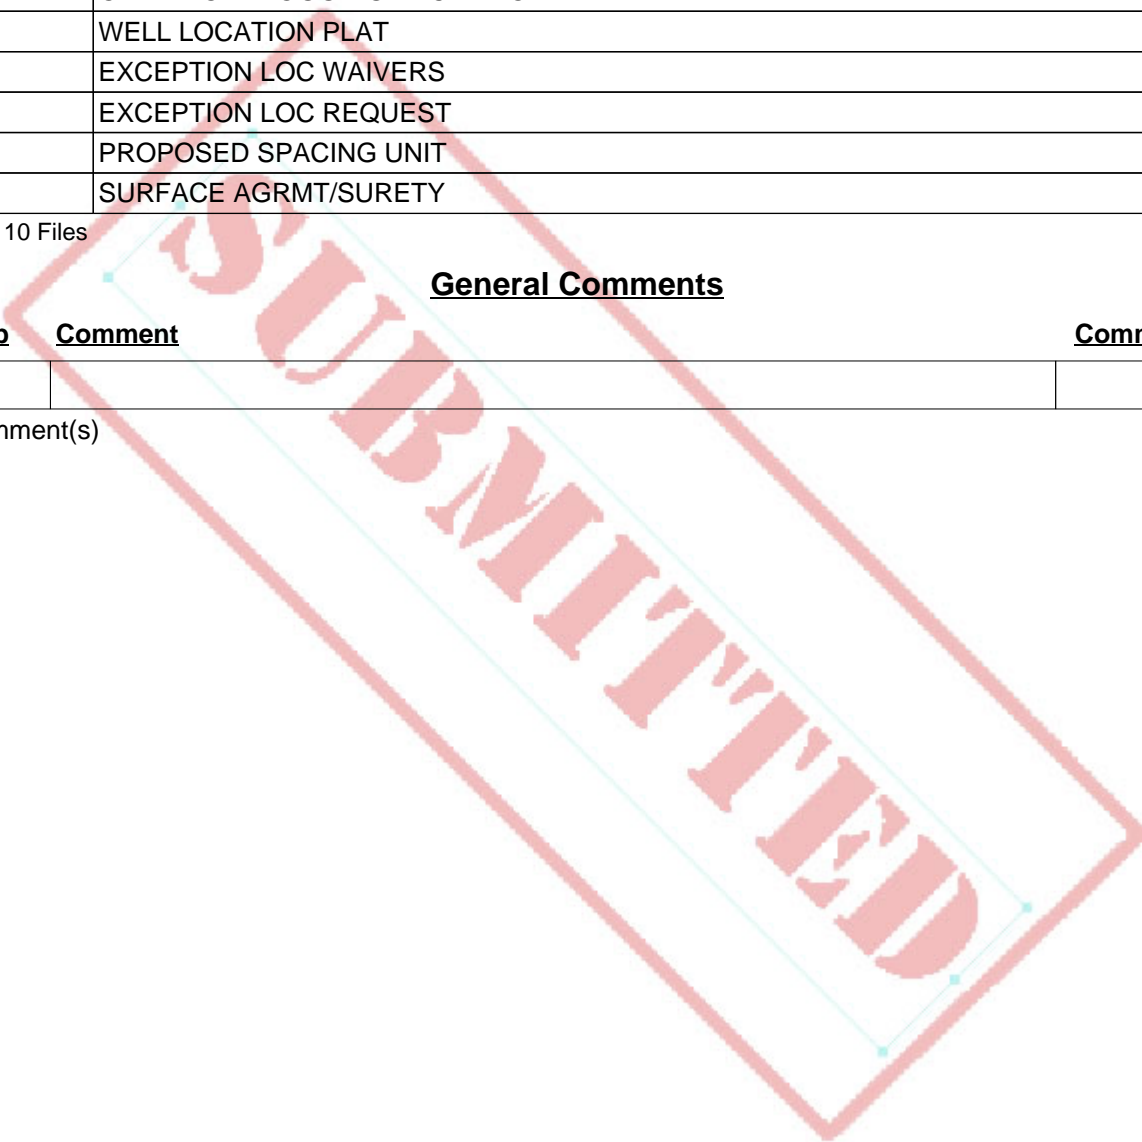 WELL LOCATION PLAT
EXCEPTION LOC WAIVERS
EXCEPTION LOC REQUEST
PROPOSED SPACING UNIT
SURFACE AGRMT/SURETY
10 Files
General Comments
Comment
SUBMITTED